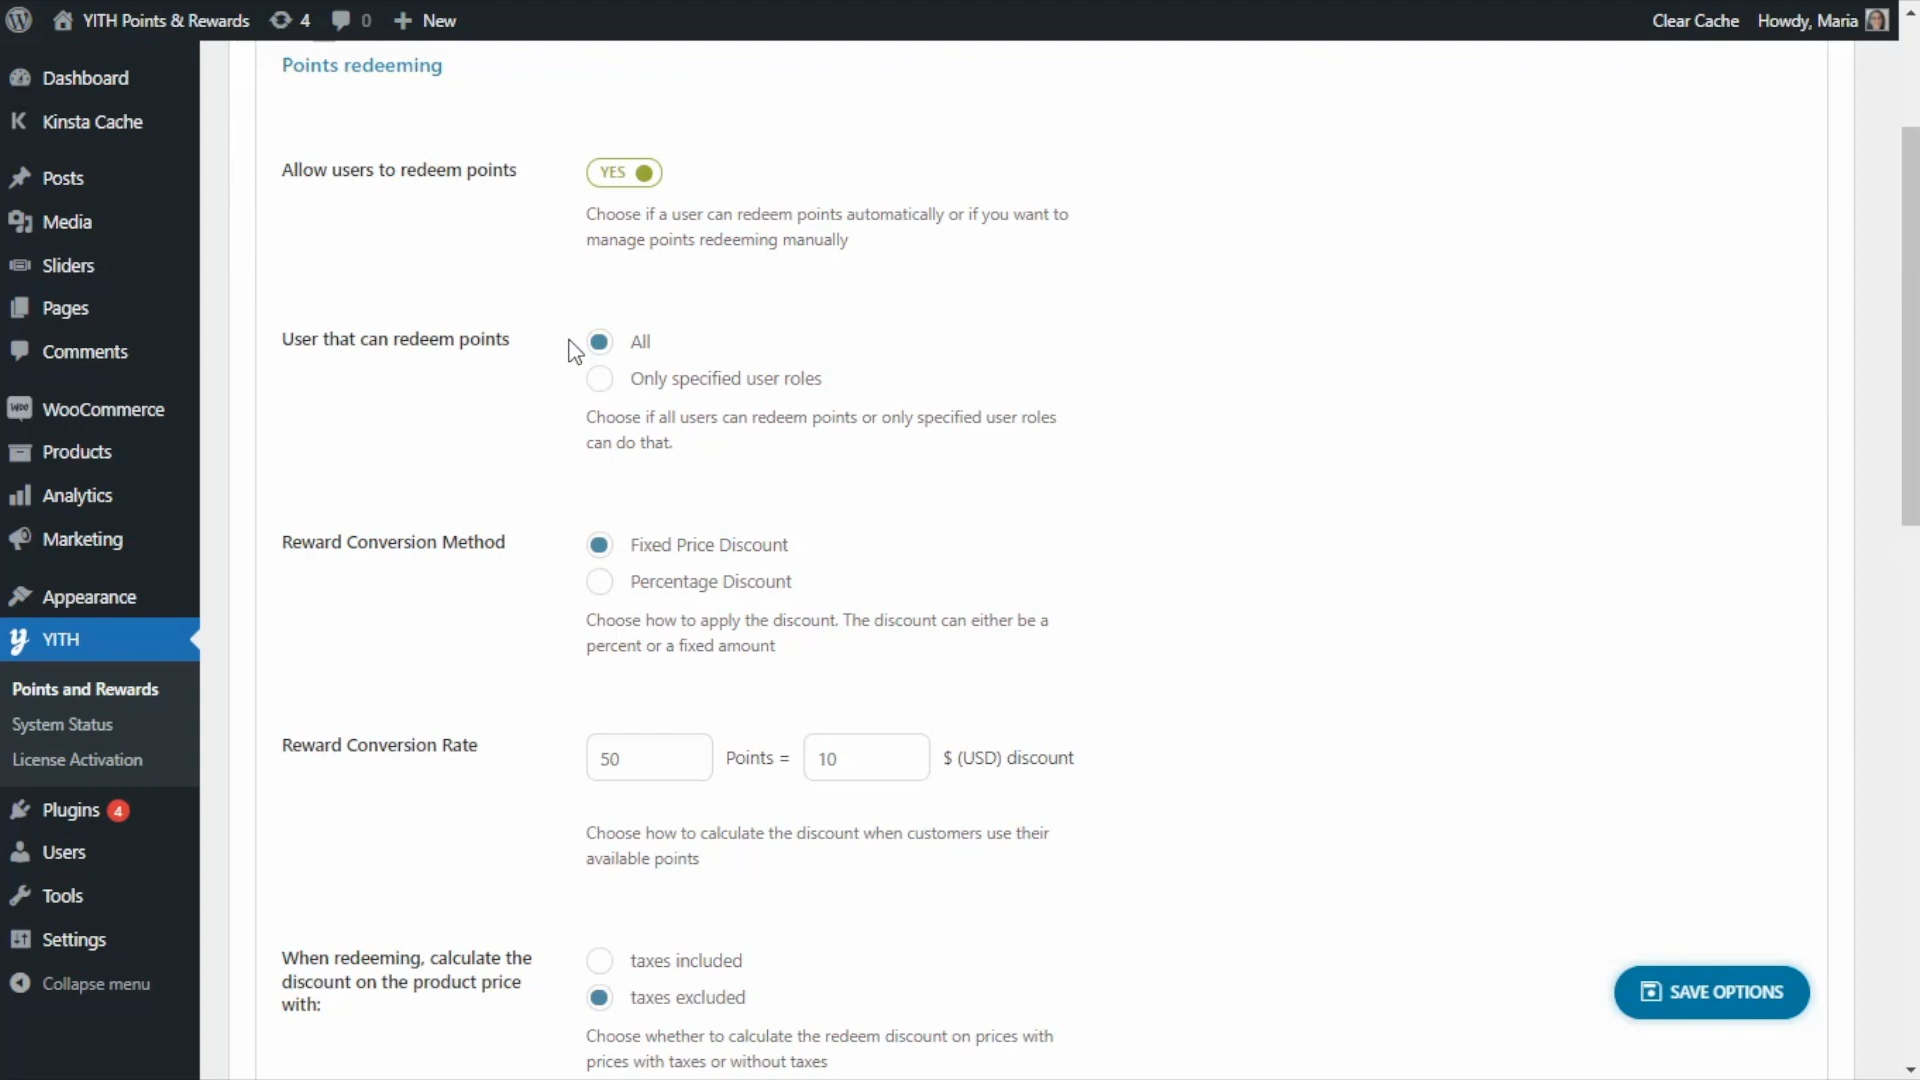 YITH Points & Rewards 4 0 New Clear Cache Howdy, Maria
Dashboard
Kinsta Cache
Posts
Media
Sliders
Pages
Comments
WooCommerce
Products
Analytics
Marketing
Appearance
YITH
Points and Rewards
System Status
License Activation
Plugins 4
Users
Tools
Settings
Collapse menu
Points redeeming
Allow users to redeem points
YES
Choose if a user can redeem points automatically or if you want to
manage points redeeming manually
User that can redeem points
All
Only specified user roles
Choose if all users can redeem points or only specified user roles
can do that.
Reward Conversion Method
Fixed Price Discount
Percentage Discount
Choose how to apply the discount. The discount can either be a
percent or a fixed amount
Reward Conversion Rate
50 Points = 10 $ (USD) discount
Choose how to calculate the discount when customers use their
available points
When redeeming, calculate the
discount on the product price
with:
taxes included
taxes excluded
Choose whether to calculate the redeem discount on prices with
prices with taxes or without taxes
SAVE OPTIONS